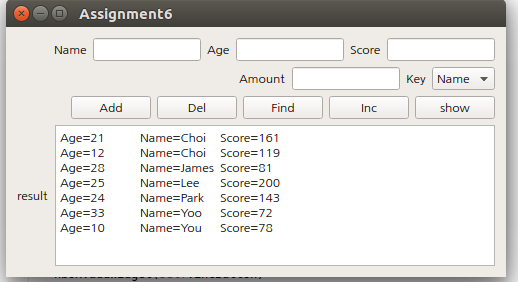 Assignment6
Name Age Score
Amount Key Name
Add Del Find Inc show
result
Age=21 Name=Choi Score=161
Age=12 Name=Choi Score=119
Age=28 Name=James Score=81
Age=25 Name=Lee Score=200
Age=24 Name=Park Score=143
Age=33 Name=Yoo Score=72
Age=10 Name=You Score=78